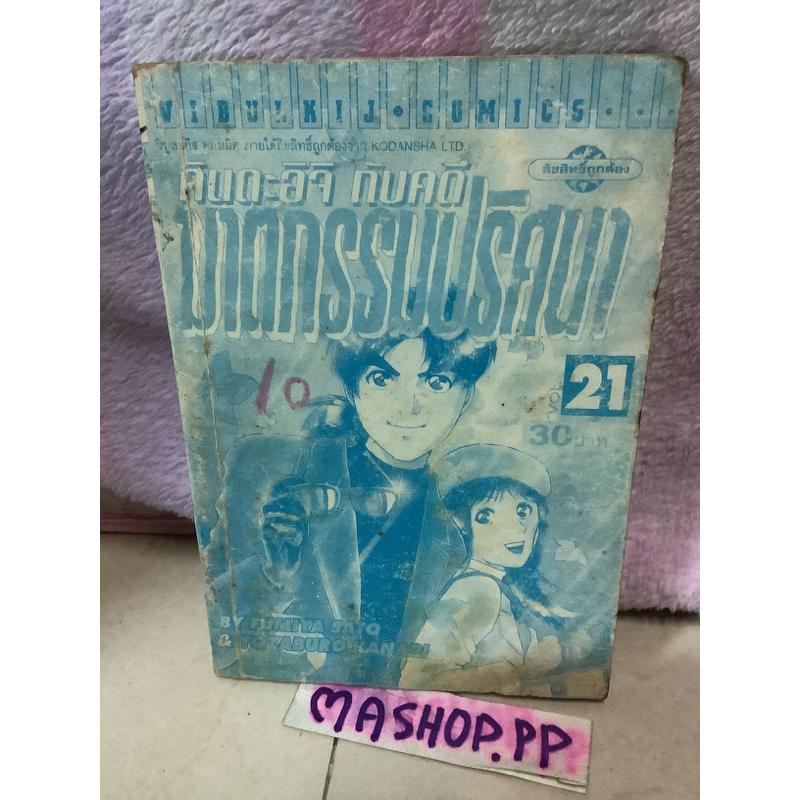 VIBULKIJ • COMICS •
วิบูลย์กิจ คอมมิค ภายใต้ลิขสิทธิ์ถูกต้องจาก KODANSHA LTD.
ลิขสิทธิ์ถูกต้อง
คินดะอิจิ กับคดี
ฆาตกรรมปริศนา
10
VOL. 21
30 บาท
BY FUMIYA SATO
& YOZABURO KANARI
MASHOP.PP